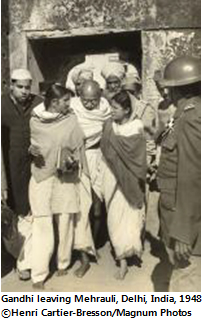 Gandhi leaving Mehrauli, Delhi, India, 1948
©Henri Cartier-Bresson/Magnum Photos